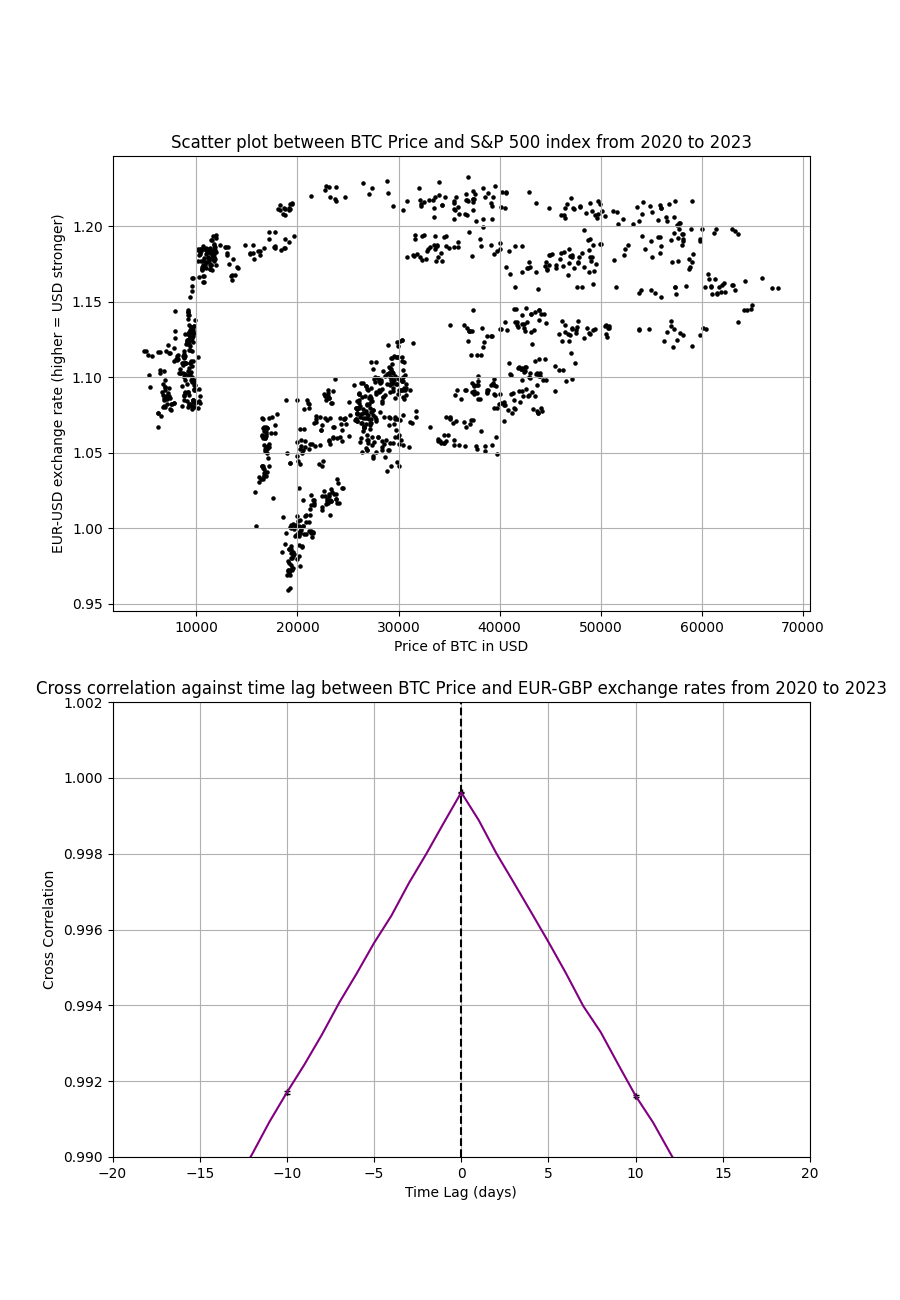 Scatter plot between BTC Price and S&P 500 index from 2020 to 2023
EUR-USD exchange rate (higher = USD stronger)
1.20
1.15
1.10
1.05
1.00
0.95
10000 20000 30000 40000 50000 60000 70000
Price of BTC in USD
Cross correlation against time lag between BTC Price and EUR-GBP exchange rates from 2020 to 2023
Cross Correlation
1.002
1.000
0.998
0.996
0.994
0.992
0.990
−20 −15 −10 −5 0 5 10 15 20
Time Lag (days)